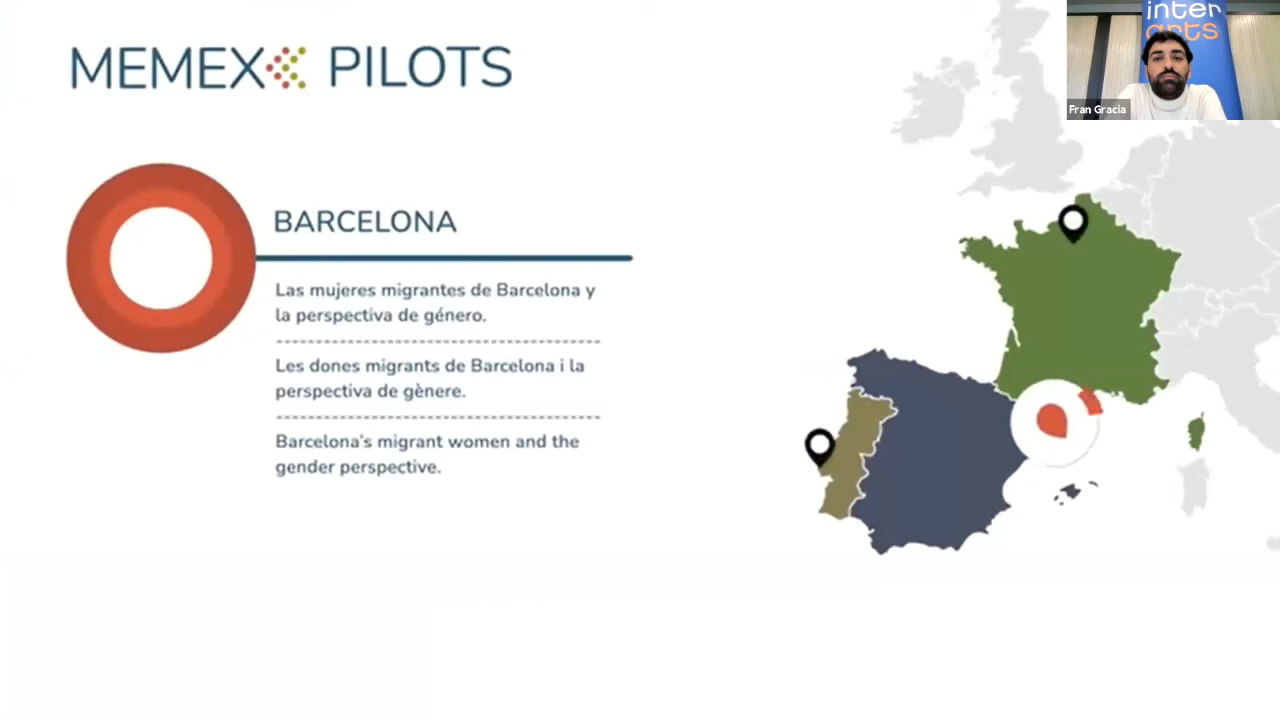 MEMEX PILOTS
inter
arts
Fran Gracia
BARCELONA
Las mujeres migrantes de Barcelona y
la perspectiva de género.
Les dones migrants de Barcelona i la
perspectiva de gènere.
Barcelona's migrant women and the
gender perspective.